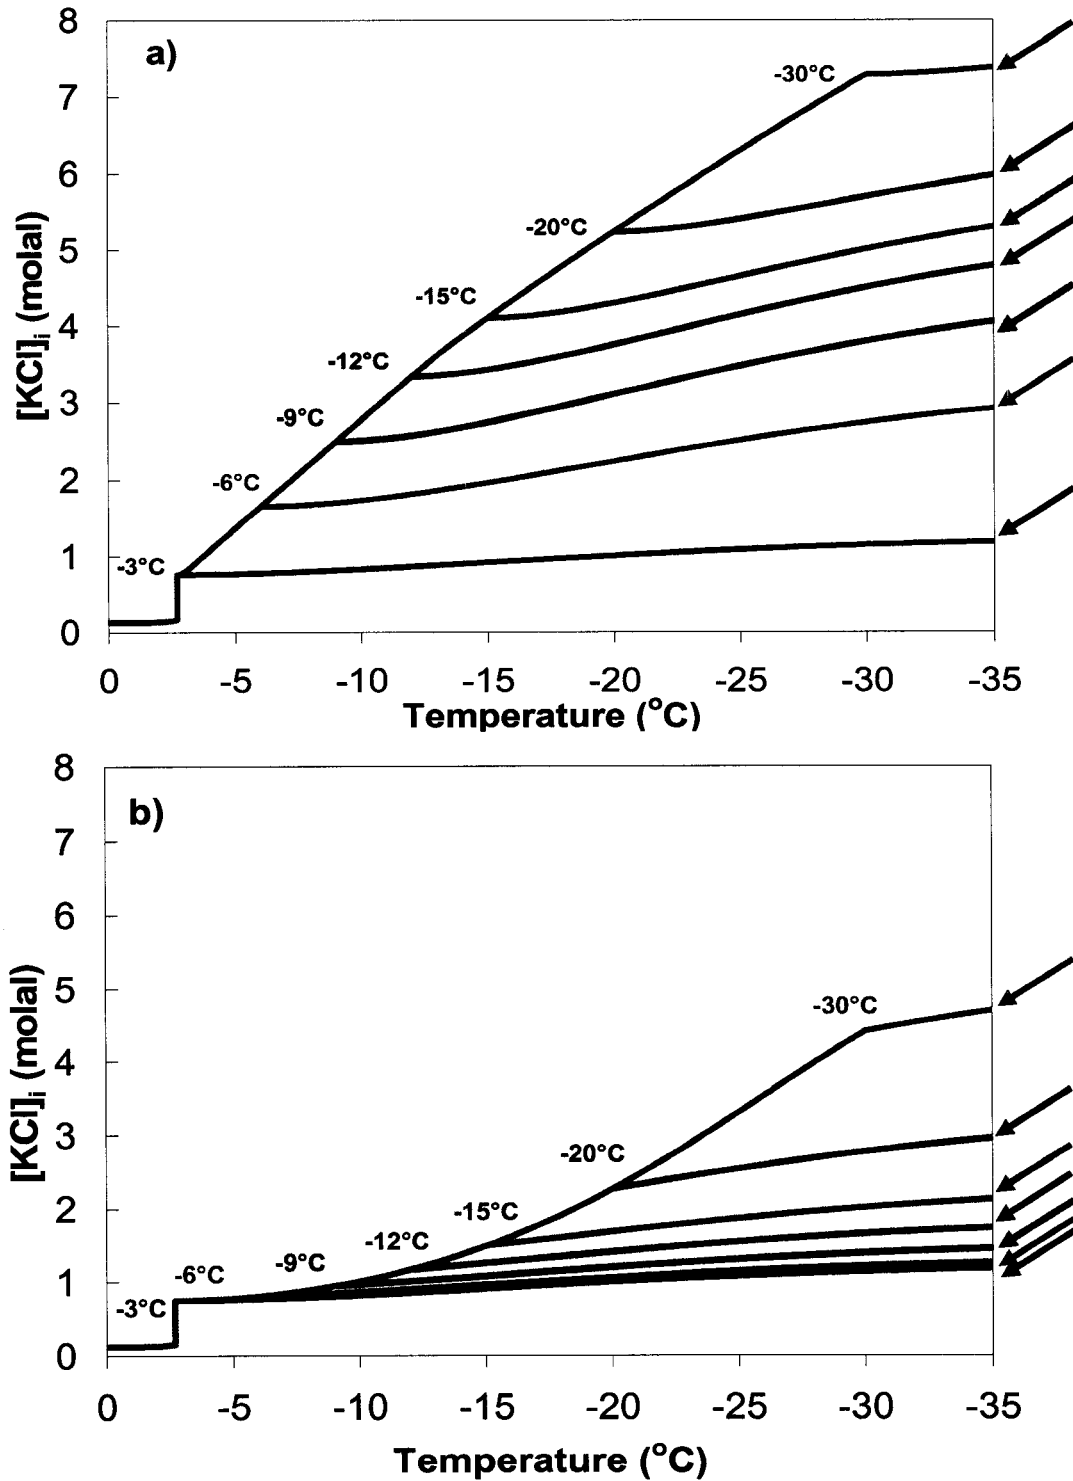 a)
8
7
6
5
4
3
2
1
0
[KCl]i (molal)
-30°C
-20°C
-15°C
-12°C
-9°C
-6°C
-3°C
0 -5 -10 -15 -20 -25 -30 -35
Temperature (°C)
b)
8
7
6
5
4
3
2
1
0
[KCl]i (molal)
-30°C
-20°C
-15°C
-12°C
-9°C
-6°C
-3°C
0 -5 -10 -15 -20 -25 -30 -35
Temperature (°C)